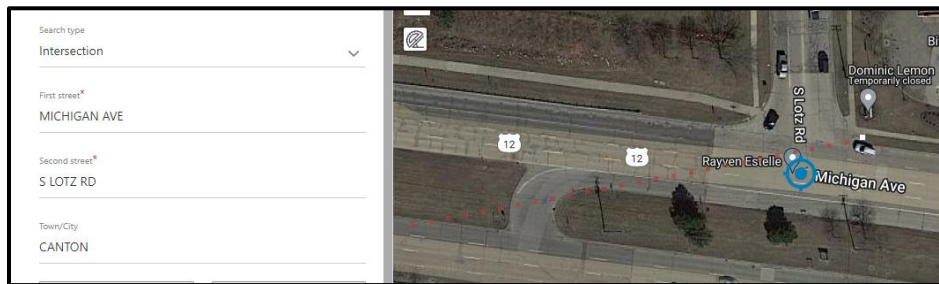 Search type
Intersection
First street*
MICHIGAN AVE
Second street*
S LOTZ RD
Town/City
CANTON
Bi
Dominic Lemon
Temporarily closed
S Lotz Rd
12
12
Rayven Estelle
Michigan Ave